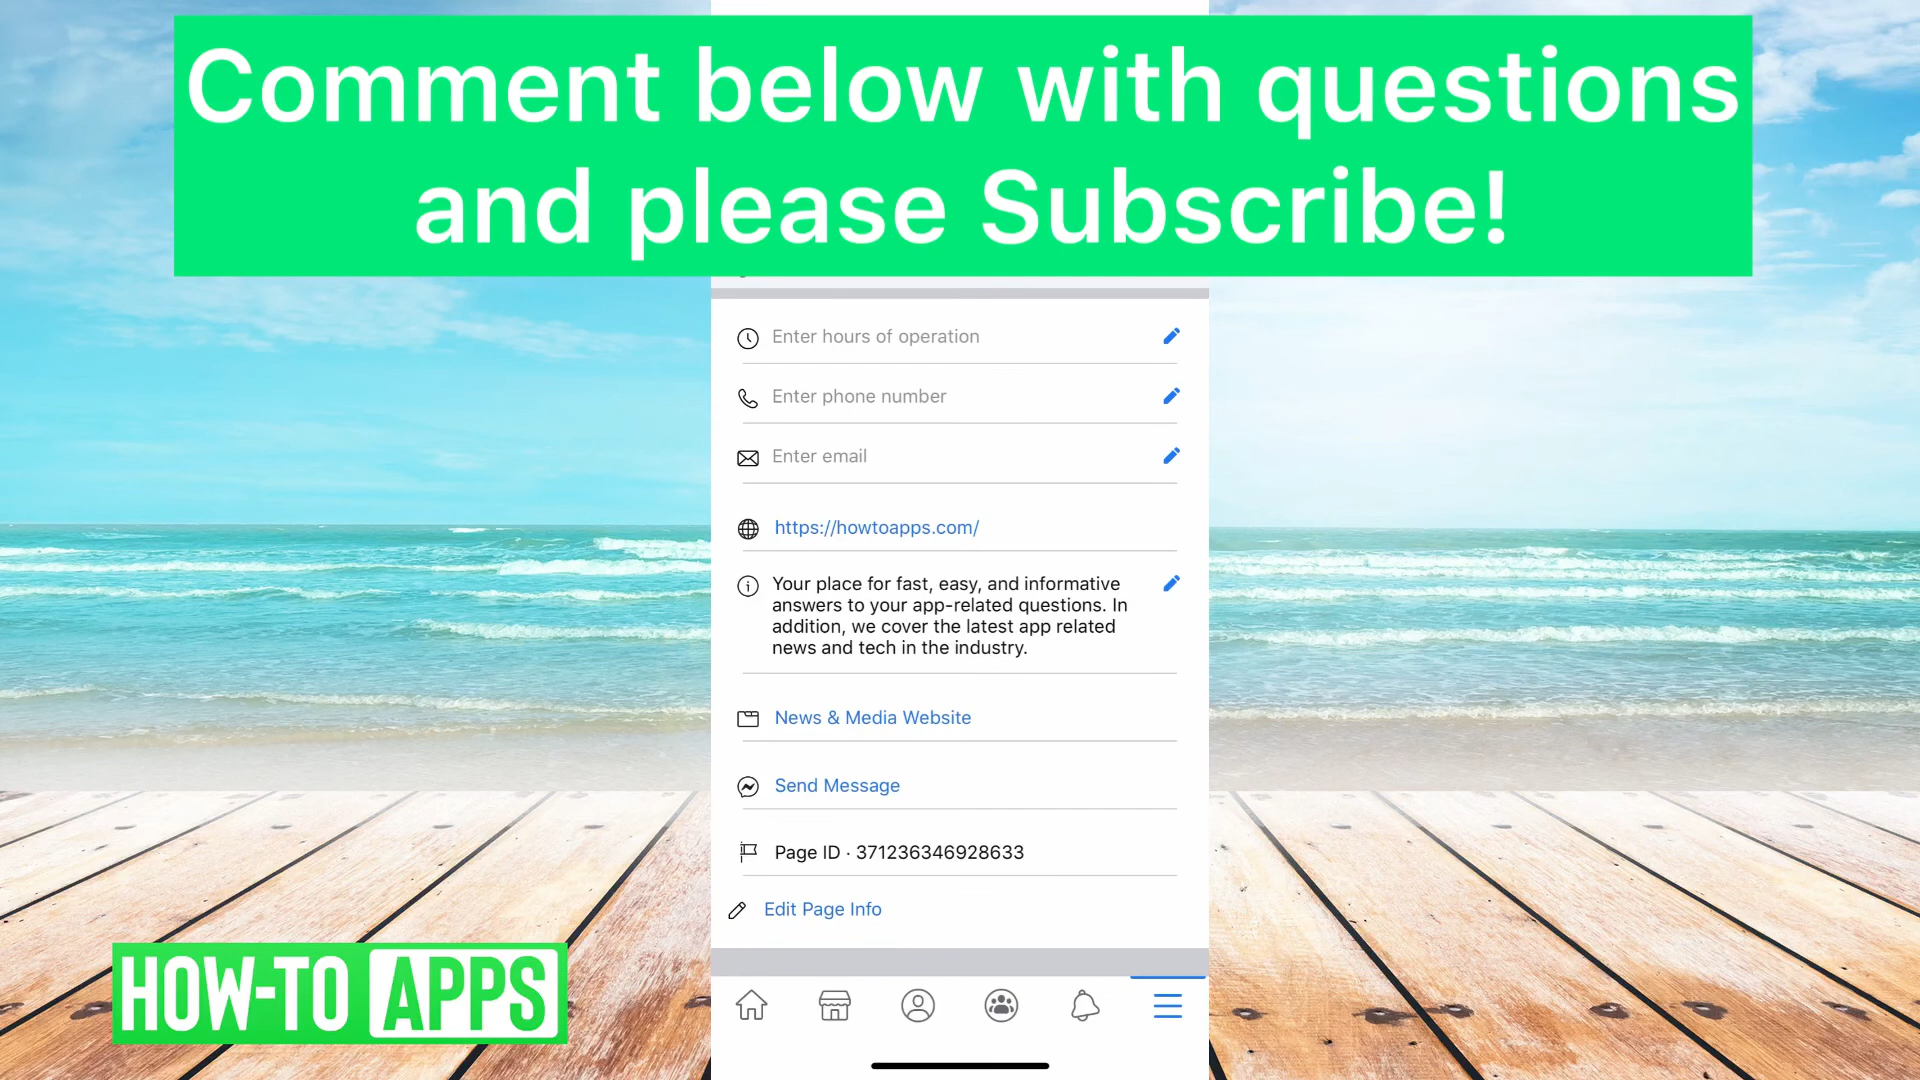 Comment below with questions
and please Subscribe!
Enter hours of operation
Enter phone number
Enter email
https://howtoapps.com/
Your place for fast, easy, and informative
answers to your app-related questions. In
addition, we cover the latest app related
news and tech in the industry.
News & Media Website
Send Message
Page ID · 371236346928633
Edit Page Info
HOW-TO APPS